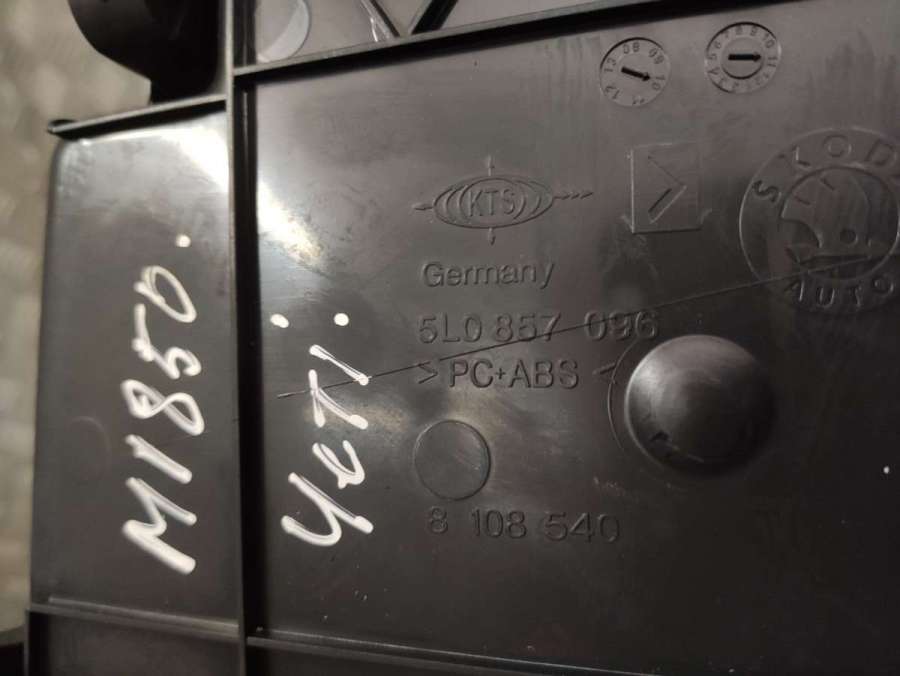 KTS
SKODA
AUTO
Germany
5L0 857 096
>PC+ABS<
8 108 540
M1850.
Yeti.